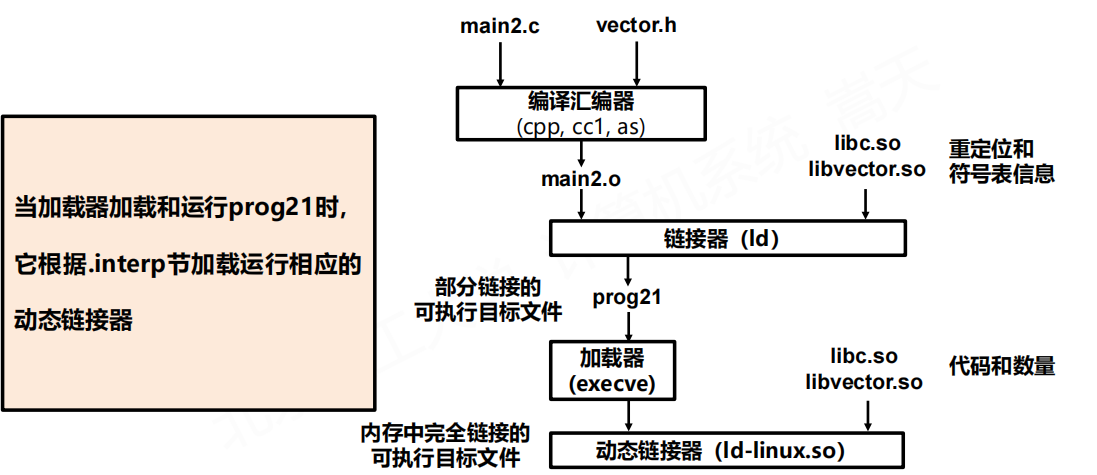 main2.c
vector.h
编译汇编器
(cpp, cc1, as)
main2.o
libc.so
libvector.so
重定位和
符号表信息
链接器（ld）
当加载器加载和运行prog21时，
它根据.interp节加载运行相应的
动态链接器
部分链接的
可执行目标文件
prog21
加载器
(execve)
libc.so
libvector.so
代码和数量
内存中完全链接的
可执行目标文件
动态链接器（ld-linux.so）